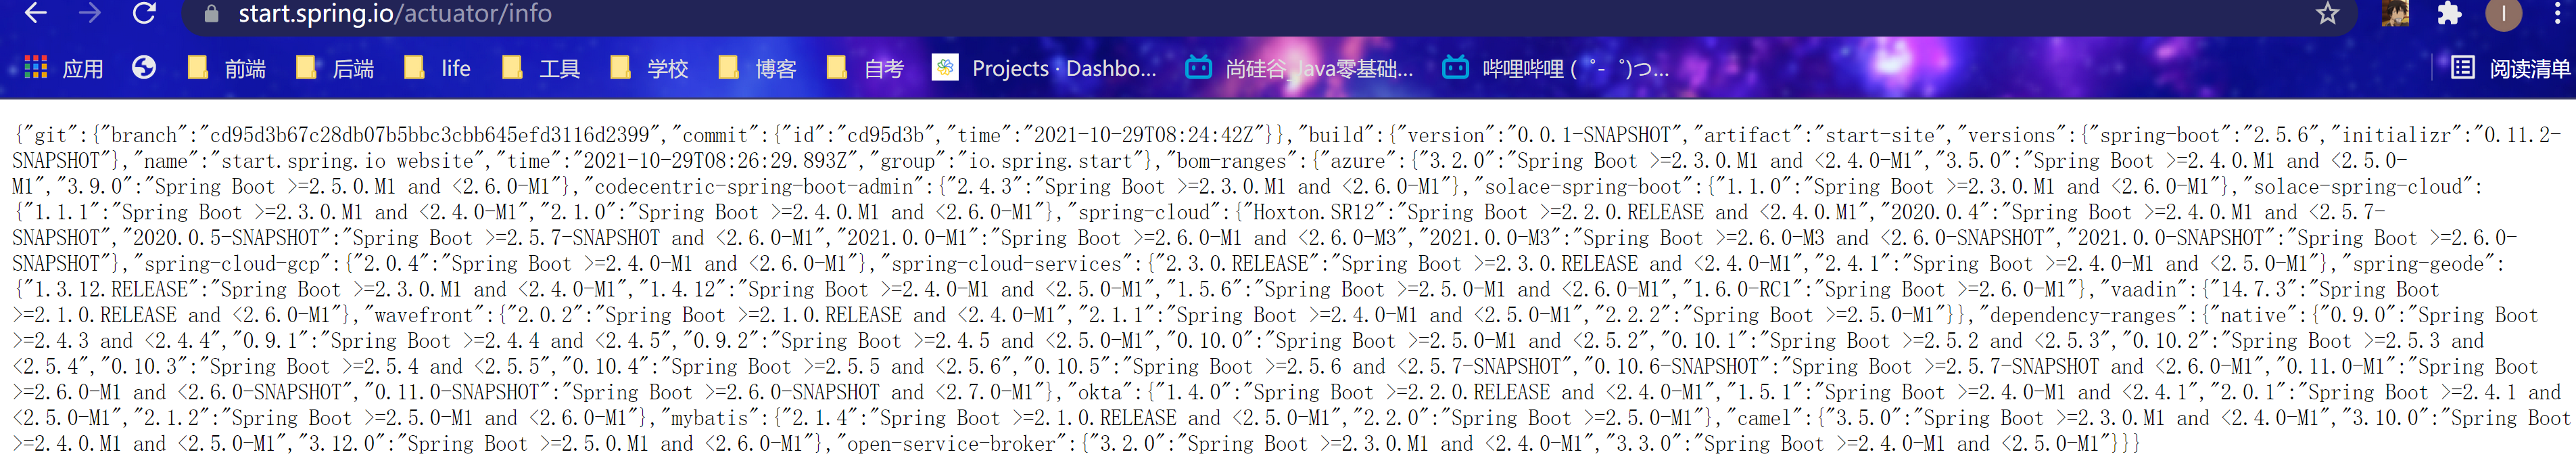 start.spring.io/actuator/info
应用 前端 后端 life 工具 学校 博客 自考 Projects · Dashbo... 尚硅谷_Java零基础... 哔哩哔哩 (゜-゜)つ... 阅读清单
{"git":{"branch":"cd95d3b67c28db07b5bbc3cbb645efd3116d2399","commit":{"id":"cd95d3b","time":"2021-10-29T08:24:42Z"}},"build":{"version":"0.0.1-SNAPSHOT","artifact":"start-site","versions":{"spring-boot":"2.5.6","initializr":"0.11.2-
SNAPSHOT"},"name":"start.spring.io website","time":"2021-10-29T08:26:29.893Z","group":"io.spring.start"},"bom-ranges":{"azure":{"3.2.0":"Spring Boot >=2.3.0.M1 and <2.4.0-M1","3.5.0":"Spring Boot >=2.4.0.M1 and <2.5.0-
M1","3.9.0":"Spring Boot >=2.5.0.M1 and <2.6.0-M1"},"codecentric-spring-boot-admin":{"2.4.3":"Spring Boot >=2.3.0.M1 and <2.6.0-M1"},"solace-spring-boot":{"1.1.0":"Spring Boot >=2.3.0.M1 and <2.6.0-M1"},"solace-spring-cloud":
{"1.1.1":"Spring Boot >=2.3.0.M1 and <2.4.0-M1","2.1.0":"Spring Boot >=2.4.0.M1 and <2.6.0-M1"},"spring-cloud":{"Hoxton.SR12":"Spring Boot >=2.2.0.RELEASE and <2.4.0.M1","2020.0.4":"Spring Boot >=2.4.0.M1 and <2.5.7-
SNAPSHOT","2020.0.5-SNAPSHOT":"Spring Boot >=2.5.7-SNAPSHOT and <2.6.0-M1","2021.0.0-M1":"Spring Boot >=2.6.0-M1 and <2.6.0-M3","2021.0.0-M3":"Spring Boot >=2.6.0-M3 and <2.6.0-SNAPSHOT","2021.0.0-SNAPSHOT":"Spring Boot >=2.6.0-
SNAPSHOT"},"spring-cloud-gcp":{"2.0.4":"Spring Boot >=2.4.0-M1 and <2.6.0-M1"},"spring-cloud-services":{"2.3.0.RELEASE":"Spring Boot >=2.3.0.RELEASE and <2.4.0-M1","2.4.1":"Spring Boot >=2.4.0-M1 and <2.5.0-M1"},"spring-geode":
{"1.3.12.RELEASE":"Spring Boot >=2.3.0.M1 and <2.4.0-M1","1.4.12":"Spring Boot >=2.4.0-M1 and <2.5.0-M1","1.5.6":"Spring Boot >=2.5.0-M1 and <2.6.0-M1","1.6.0-RC1":"Spring Boot >=2.6.0-M1"},"vaadin":{"14.7.3":"Spring Boot
>=2.1.0.RELEASE and <2.6.0-M1"},"wavefront":{"2.0.2":"Spring Boot >=2.1.0.RELEASE and <2.4.0-M1","2.1.1":"Spring Boot >=2.4.0-M1 and <2.5.0-M1","2.2.2":"Spring Boot >=2.5.0-M1"}},"dependency-ranges":{"native":{"0.9.0":"Spring Boot
>=2.4.3 and <2.4.4","0.9.1":"Spring Boot >=2.4.4 and <2.4.5","0.9.2":"Spring Boot >=2.4.5 and <2.5.0-M1","0.10.0":"Spring Boot >=2.5.0-M1 and <2.5.2","0.10.1":"Spring Boot >=2.5.2 and <2.5.3","0.10.2":"Spring Boot >=2.5.3 and
<2.5.4","0.10.3":"Spring Boot >=2.5.4 and <2.5.5","0.10.4":"Spring Boot >=2.5.5 and <2.5.6","0.10.5":"Spring Boot >=2.5.6 and <2.5.7-SNAPSHOT","0.10.6-SNAPSHOT":"Spring Boot >=2.5.7-SNAPSHOT and <2.6.0-M1","0.11.0-M1":"Spring Boot
>=2.6.0-M1 and <2.6.0-SNAPSHOT","0.11.0-SNAPSHOT":"Spring Boot >=2.6.0-SNAPSHOT and <2.7.0-M1"},"okta":{"1.4.0":"Spring Boot >=2.2.0.RELEASE and <2.4.0-M1","1.5.1":"Spring Boot >=2.4.0-M1 and <2.4.1","2.0.1":"Spring Boot >=2.4.1 and
<2.5.0-M1","2.1.2":"Spring Boot >=2.5.0-M1 and <2.6.0-M1"},"mybatis":{"2.1.4":"Spring Boot >=2.1.0.RELEASE and <2.5.0-M1","2.2.0":"Spring Boot >=2.5.0-M1"},"camel":{"3.5.0":"Spring Boot >=2.3.0.M1 and <2.4.0-M1","3.10.0":"Spring Boot
>=2.4.0.M1 and <2.5.0-M1","3.12.0":"Spring Boot >=2.5.0.M1 and <2.6.0-M1"},"open-service-broker":{"3.2.0":"Spring Boot >=2.3.0.M1 and <2.4.0-M1","3.3.0":"Spring Boot >=2.4.0-M1 and <2.5.0-M1"}}}